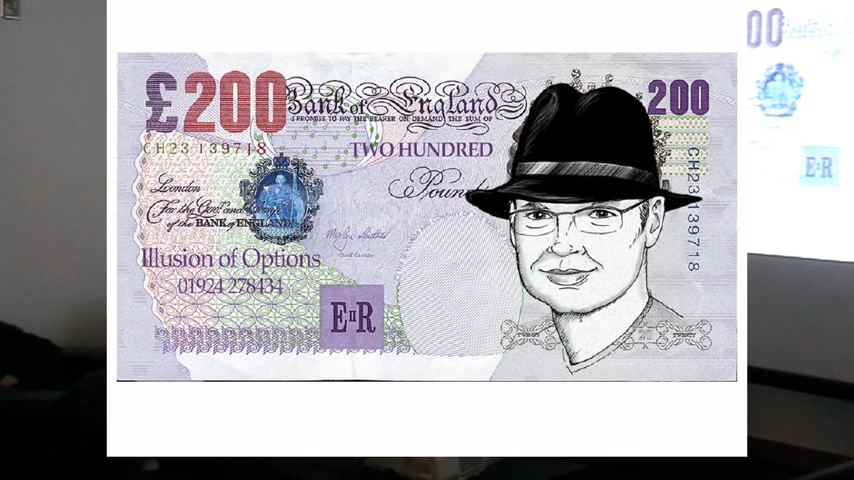 £200
Bank of England
I PROMISE TO PAY THE BEARER ON DEMAND THE SUM OF
200
CH23 139718
TWO HUNDRED
Pounds
London
For the Gov.r and Comp.a
of the BANK of ENGLAND
Illusion of Options
01924 278434
EIIR
CH23 139718
00
EIIR